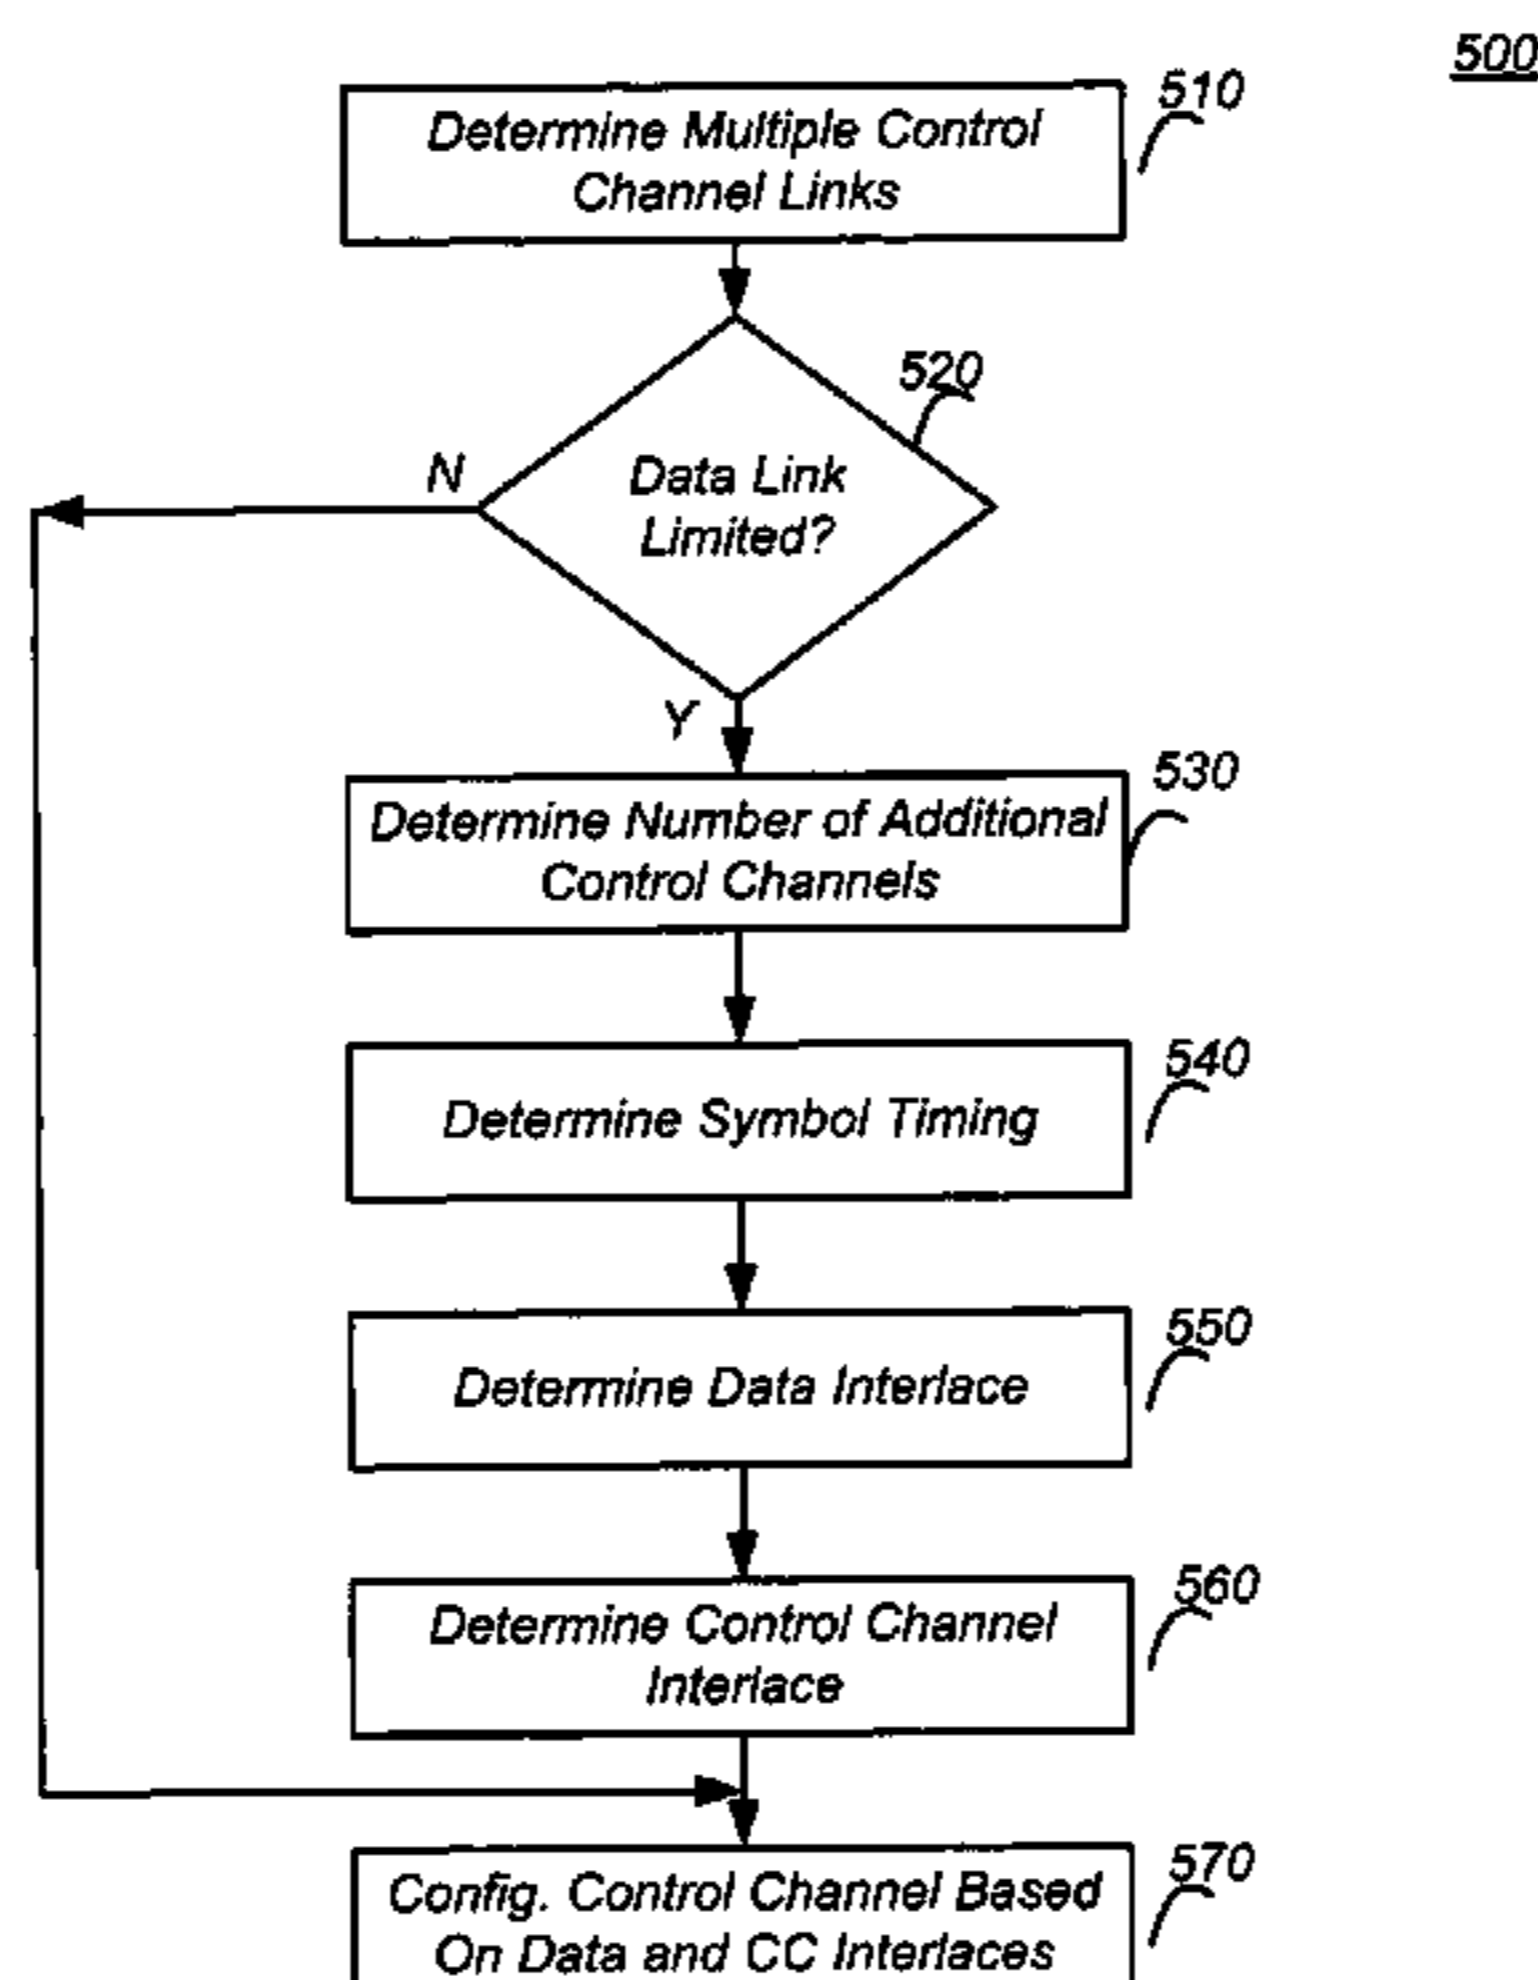 500
510
Determine Multiple Control
Channel Links
520
N
Data Link
Limited?
Y
530
Determine Number of Additional
Control Channels
540
Determine Symbol Timing
550
Determine Data Interlace
560
Determine Control Channel
Interlace
570
Config. Control Channel Based
On Data and CC Interlaces